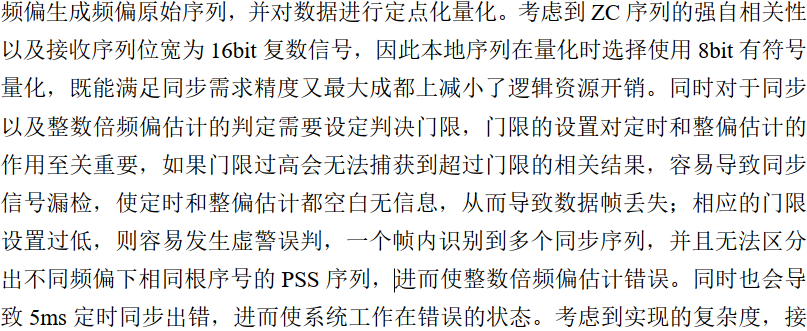 频偏生成频偏原始序列，并对数据进行定点化量化。考虑到 ZC 序列的强自相关性
以及接收序列位宽为 16bit 复数信号，因此本地序列在量化时选择使用 8bit 有符号
量化，既能满足同步需求精度又最大成都上减小了逻辑资源开销。同时对于同步
以及整数倍频偏估计的判定需要设定判决门限，门限的设置对定时和整偏估计的
作用至关重要，如果门限过高会无法捕获到超过门限的相关结果，容易导致同步
信号漏检，使定时和整偏估计都空白无信息，从而导致数据帧丢失；相应的门限
设置过低，则容易发生虚警误判，一个帧内识别到多个同步序列，并且无法区分
出不同频偏下相同根序号的 PSS 序列，进而使整数倍频偏估计错误。同时也会导
致 5ms 定时同步出错，进而使系统工作在错误的状态。考虑到实现的复杂度，接